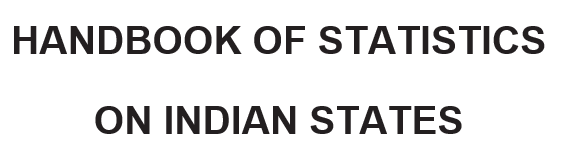 HANDBOOK OF STATISTICS
ON INDIAN STATES